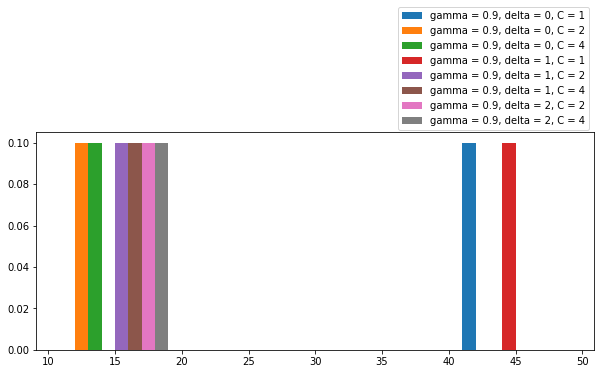 gamma = 0.9, delta = 0, C = 1
gamma = 0.9, delta = 0, C = 2
gamma = 0.9, delta = 0, C = 4
gamma = 0.9, delta = 1, C = 1
gamma = 0.9, delta = 1, C = 2
gamma = 0.9, delta = 1, C = 4
gamma = 0.9, delta = 2, C = 2
gamma = 0.9, delta = 2, C = 4
0.10
0.08
0.06
0.04
0.02
0.00
10 15 20 25 30 35 40 45 50